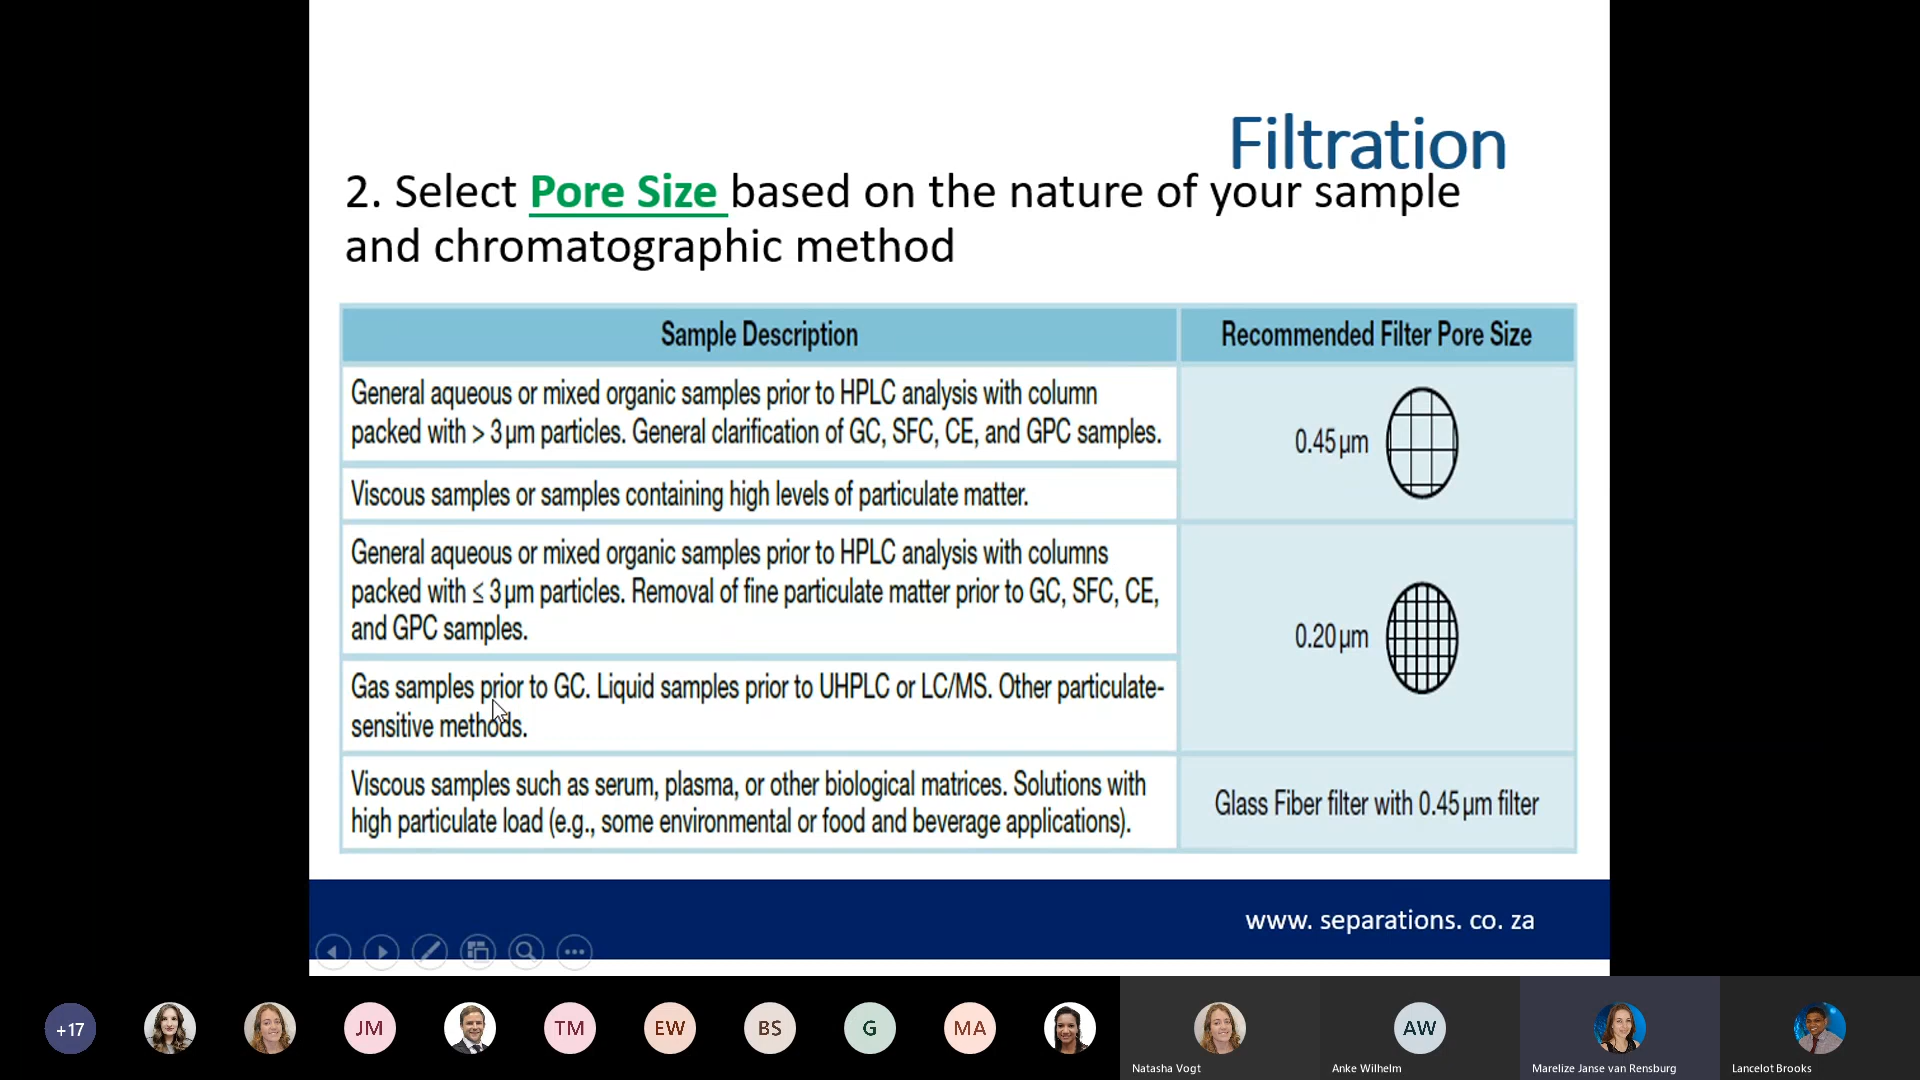 Filtration
2. Select Pore Size based on the nature of your sample
and chromatographic method
Sample Description
Recommended Filter Pore Size
General aqueous or mixed organic samples prior to HPLC analysis with column
packed with > 3 µm particles. General clarification of GC, SFC, CE, and GPC samples.
0.45 µm
Viscous samples or samples containing high levels of particulate matter.
General aqueous or mixed organic samples prior to HPLC analysis with columns
packed with ≤ 3 µm particles. Removal of fine particulate matter prior to GC, SFC, CE,
and GPC samples.
0.20 µm
Gas samples prior to GC. Liquid samples prior to UHPLC or LC/MS. Other particulate-
sensitive methods.
Viscous samples such as serum, plasma, or other biological matrices. Solutions with
high particulate load (e.g., some environmental or food and beverage applications).
Glass Fiber filter with 0.45 µm filter
www. separations. co. za
+17
JM
TM
EW
BS
G
MA
AW
Natasha Vogt
Anke Wilhelm
Marelize Janse van Rensburg
Lancelot Brooks